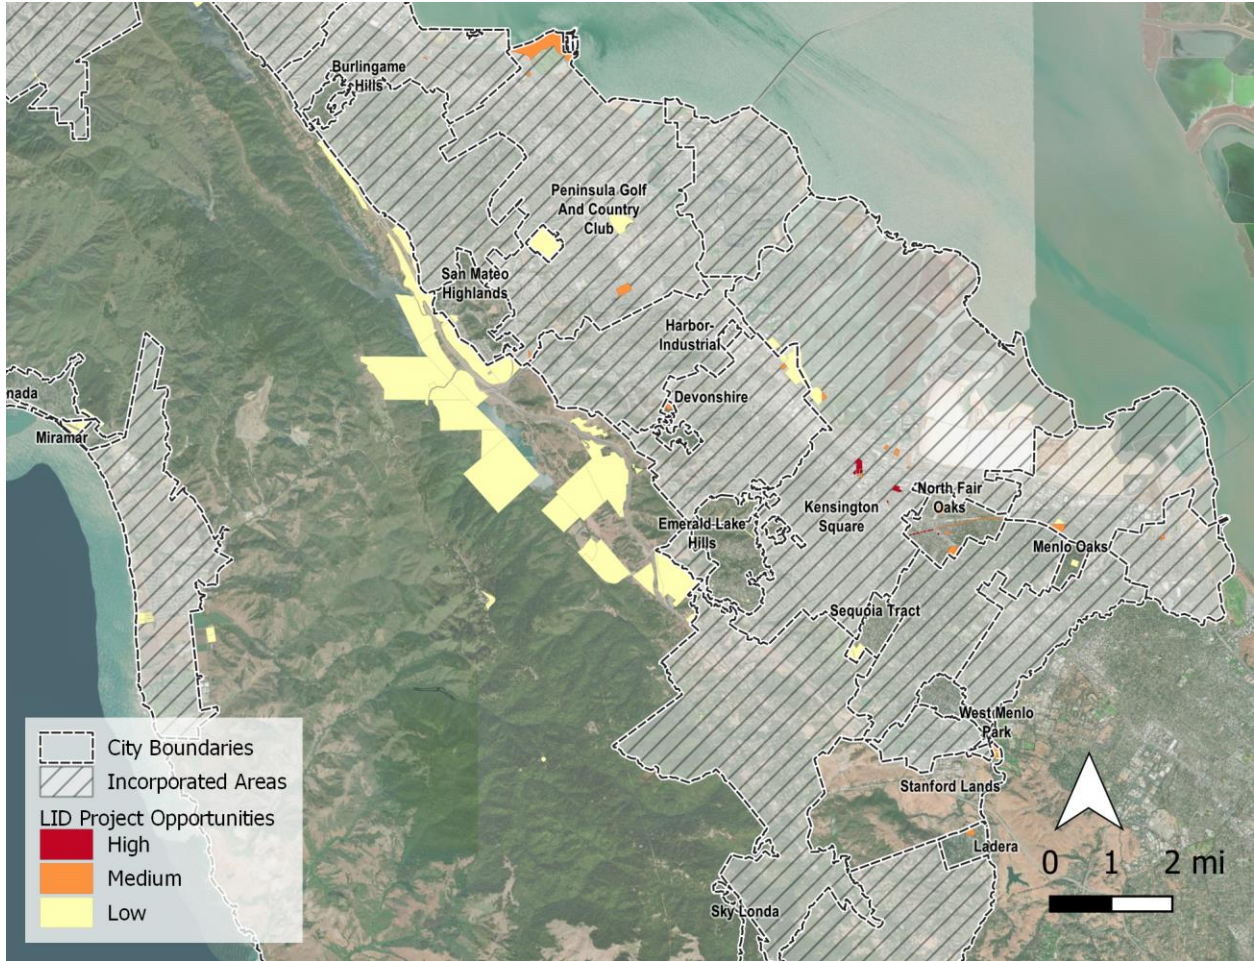 Burlingame
Hills
Peninsula Golf
And Country
Club
San Mateo
Highlands
Harbor-
Industrial
Devonshire
nada
Miramar
Kensington
Square
North Fair
Oaks
Emerald Lake
Hills
Menlo Oaks
Sequoia Tract
West Menlo
Park
Stanford Lands
Ladera
Sky Londa
City Boundaries
Incorporated Areas
LID Project Opportunities
High
Medium
Low
0 1 2 mi